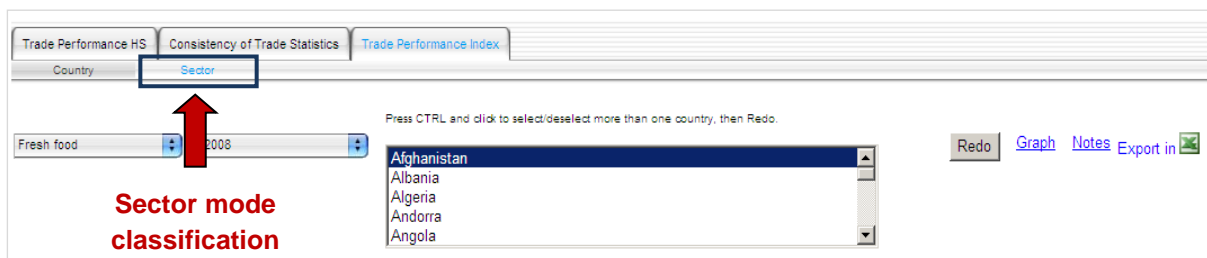 Trade Performance HS Consistency of Trade Statistics Trade Performance Index
Country Sector
Press CTRL and click to select/deselect more than one country, then Redo.
Fresh food 2008 Redo Graph Notes Export in
Afghanistan
Albania
Algeria
Andorra
Angola
Sector mode
classification